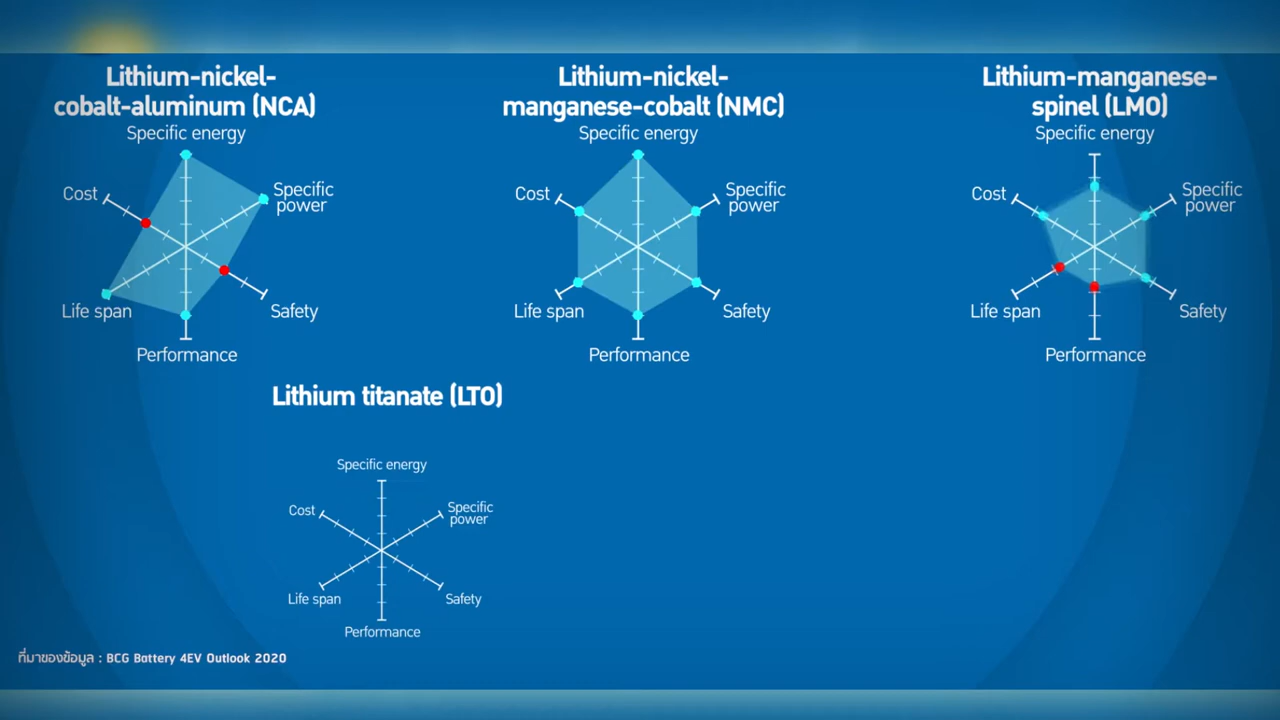 Lithium-nickel-
cobalt-aluminum (NCA)
Specific energy
Cost
Specific
power
Life span
Safety
Performance
Lithium-nickel-
manganese-cobalt (NMC)
Specific energy
Cost
Specific
power
Life span
Safety
Performance
Lithium-manganese-
spinel (LMO)
Specific energy
Cost
Specific
power
Life span
Safety
Performance
Lithium titanate (LTO)
Specific energy
Cost
Specific
power
Life span
Safety
Performance
ที่มาของข้อมูล : BCG Battery 4EV Outlook 2020